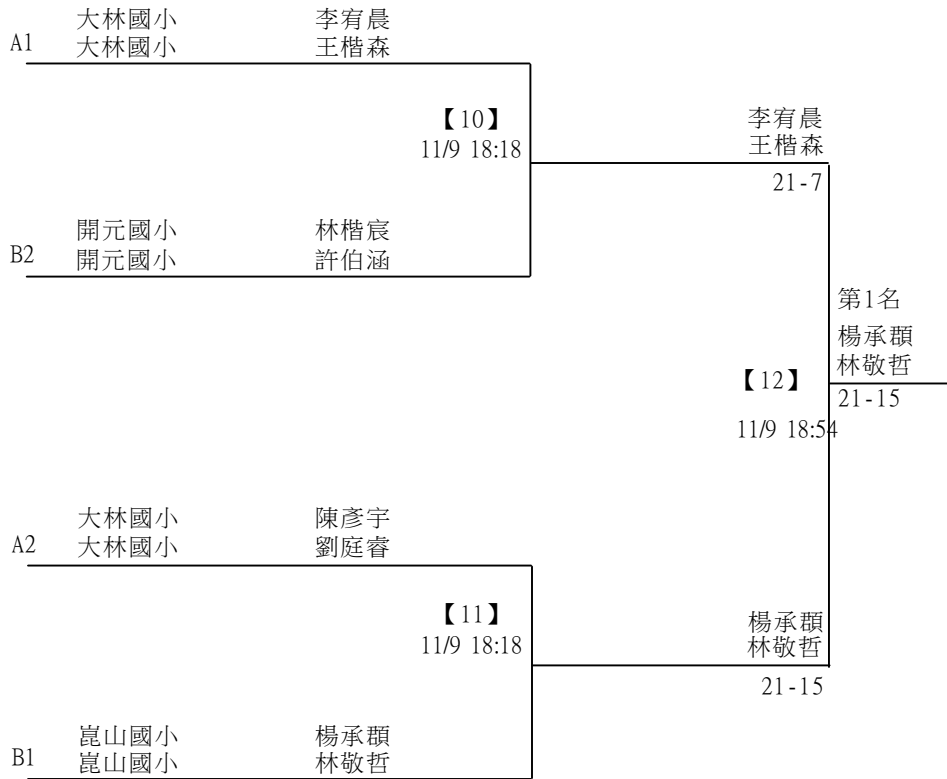 A1 大林國小 李宥晨
大林國小 王楷森
【10】
11/9 18:18
李宥晨
王楷森
21-7
B2 開元國小 林楷宸
開元國小 許伯涵
第1名
楊承頵
林敬哲
21-15
【12】
11/9 18:54
A2 大林國小 陳彥宇
大林國小 劉庭睿
【11】
11/9 18:18
楊承頵
林敬哲
21-15
B1 崑山國小 楊承頵
崑山國小 林敬哲